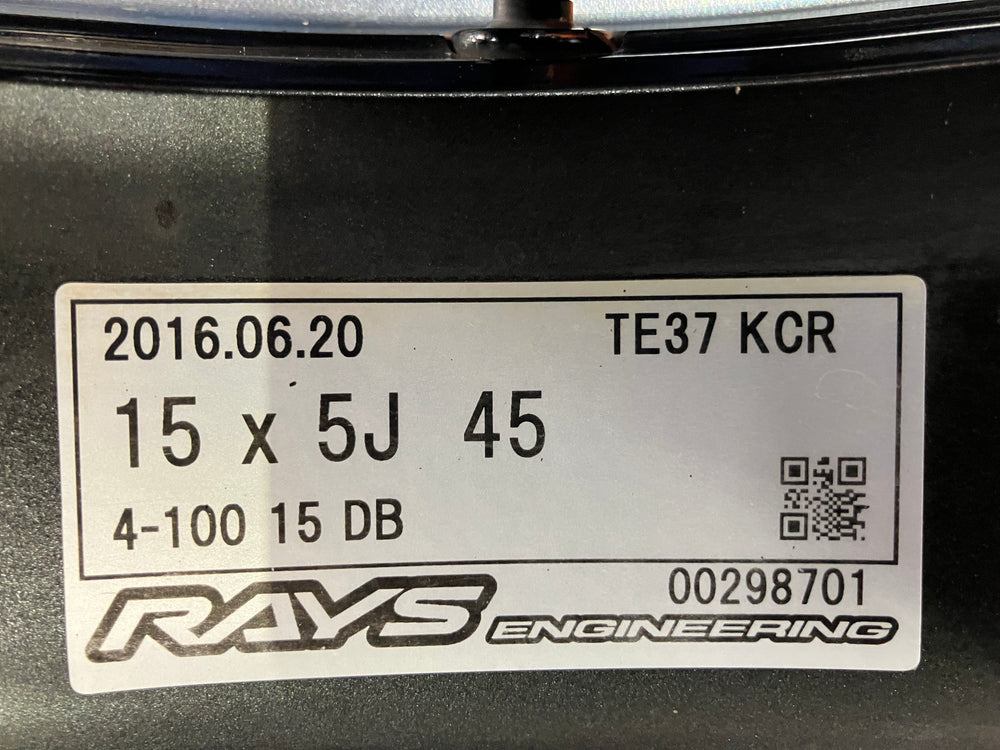 2016.06.20 TE37 KCR
15 x 5J 45
4-100 15 DB
00298701
RAYS ENGINEERING